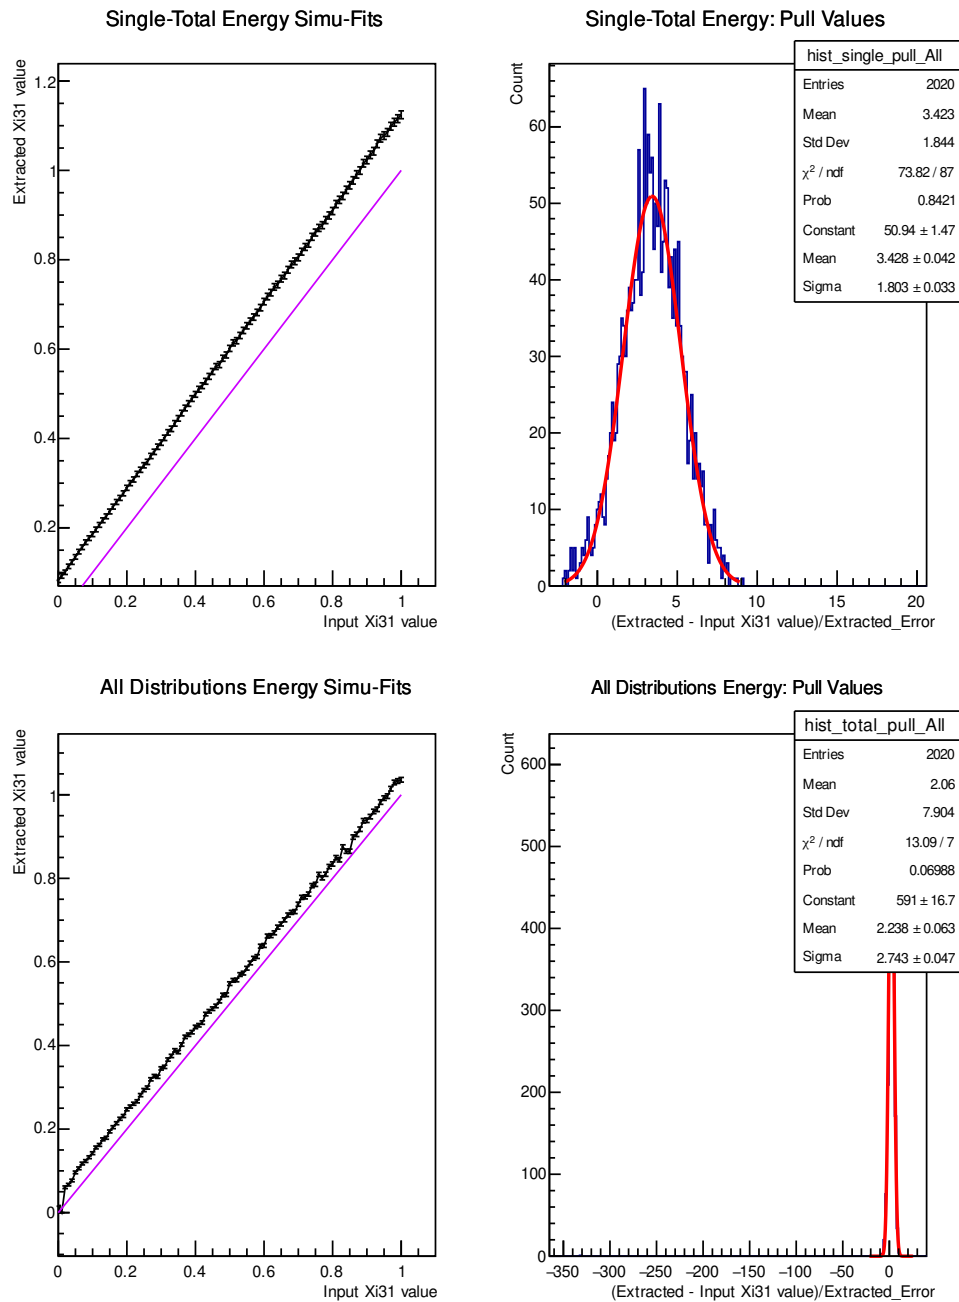 Single-Total Energy Simu-Fits
Extracted Xi31 value
1.2
1
0.8
0.6
0.4
0.2
0 0.2 0.4 0.6 0.8 1
Input Xi31 value
Single-Total Energy: Pull Values
Count
60
50
40
30
20
10
0
0 5 10 15 20
(Extracted - Input Xi31 value)/Extracted_Error
hist_single_pull_All
Entries 2020
Mean 3.423
Std Dev 1.844
χ² / ndf 73.82 / 87
Prob 0.8421
Constant 50.94 ± 1.47
Mean 3.428 ± 0.042
Sigma 1.803 ± 0.033
All Distributions Energy Simu-Fits
Extracted Xi31 value
1
0.8
0.6
0.4
0.2
0
0 0.2 0.4 0.6 0.8 1
Input Xi31 value
All Distributions Energy: Pull Values
Count
600
500
400
300
200
100
0
−350 −300 −250 −200 −150 −100 −50 0
(Extracted - Input Xi31 value)/Extracted_Error
hist_total_pull_All
Entries 2020
Mean 2.06
Std Dev 7.904
χ² / ndf 13.09 / 7
Prob 0.06988
Constant 591 ± 16.7
Mean 2.238 ± 0.063
Sigma 2.743 ± 0.047